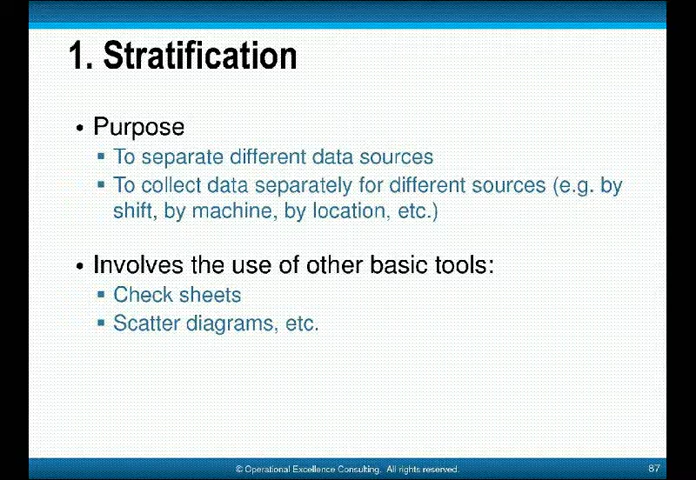 1. Stratification
• Purpose
▪ To separate different data sources
▪ To collect data separately for different sources (e.g. by
shift, by machine, by location, etc.)
• Involves the use of other basic tools:
▪ Check sheets
▪ Scatter diagrams, etc.
© Operational Excellence Consulting. All rights reserved.
87